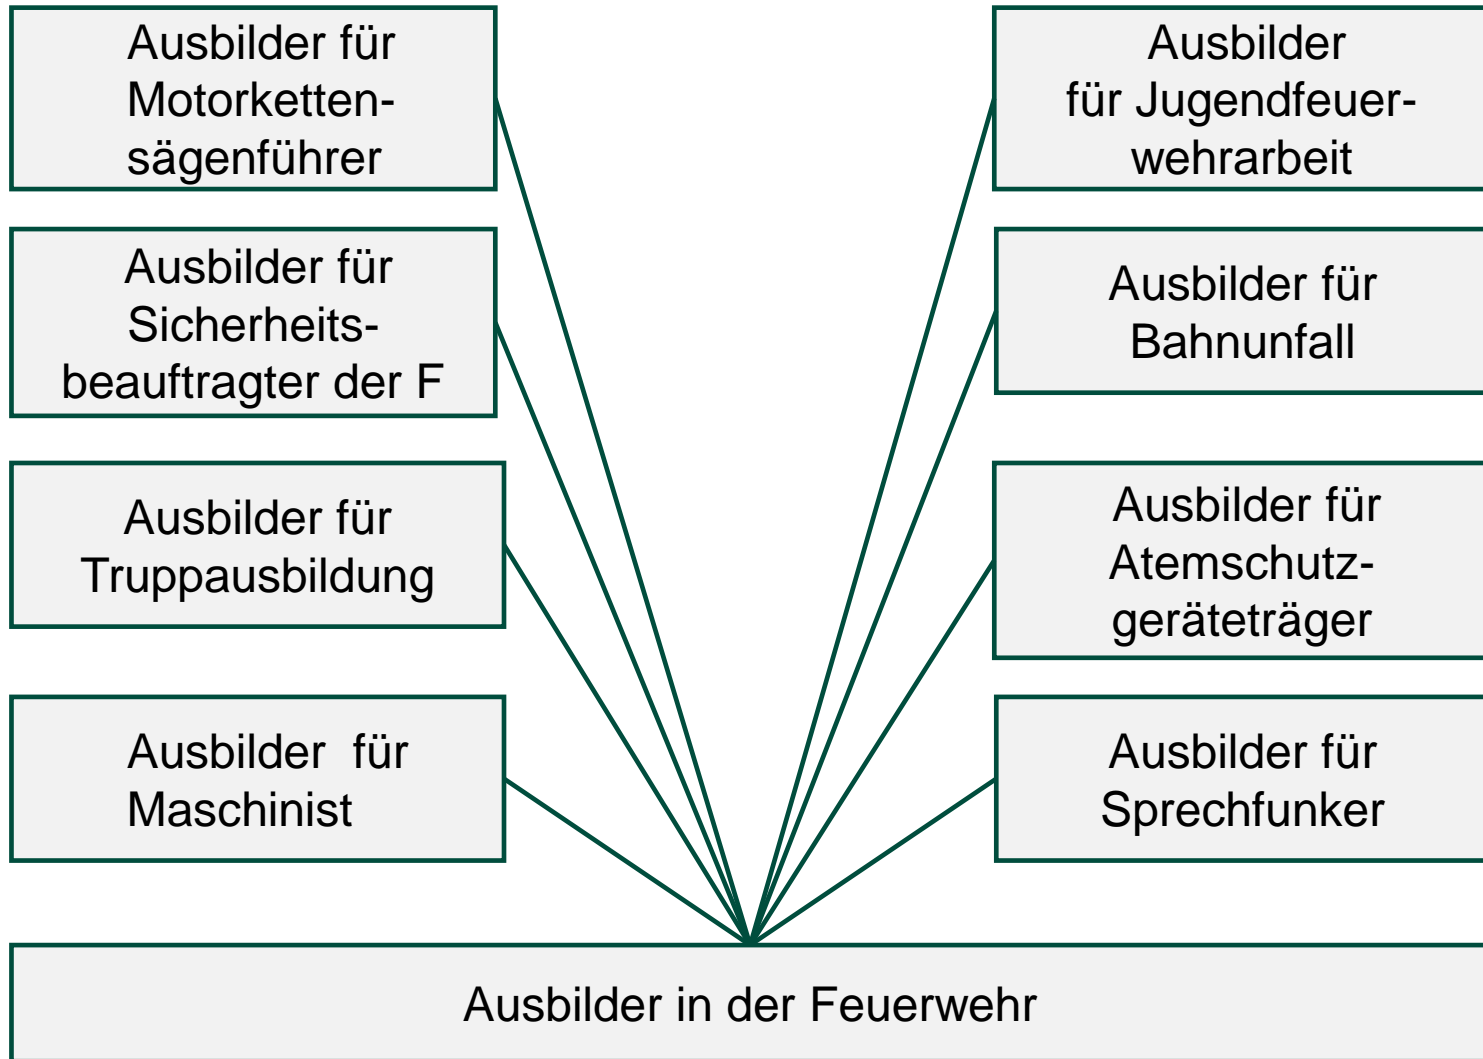 Ausbilder für
Motorketten-
sägenführer
Ausbilder
für Jugendfeuer-
wehrarbeit
Ausbilder für
Sicherheits-
beauftragter der F
Ausbilder für
Bahnunfall
Ausbilder für
Truppausbildung
Ausbilder für
Atemschutz-
geräteträger
Ausbilder  für
Maschinist
Ausbilder für
Sprechfunker
Ausbilder in der Feuerwehr